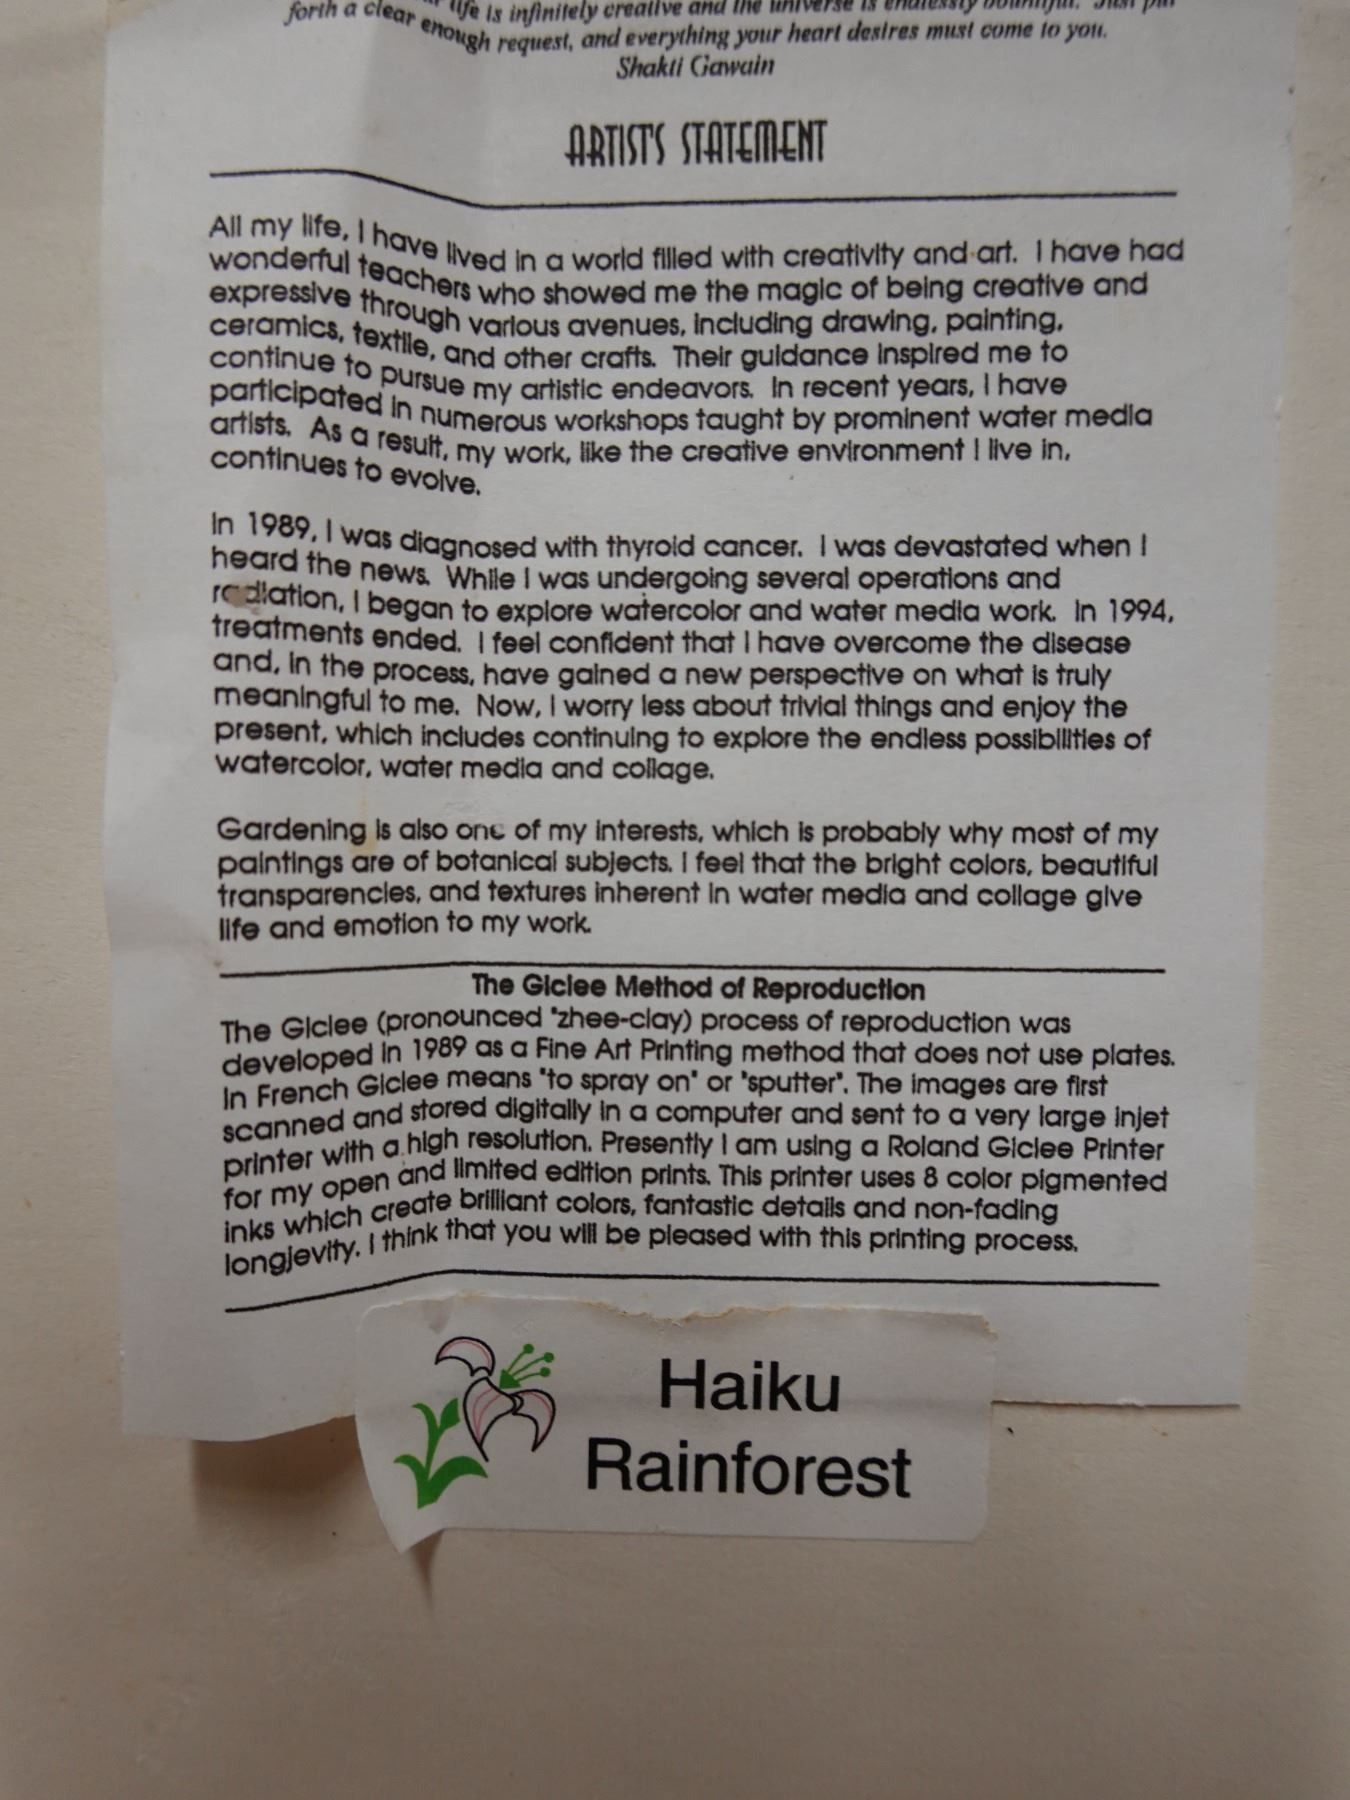 life is infinitely creative and the universe is endlessly bountiful. Just put
forth a clear enough request, and everything your heart desires must come to you.
Shakti Gawain
ARTIST'S STATEMENT
All my life, I have lived in a world filled with creativity and art. I have had
wonderful teachers who showed me the magic of being creative and
expressive through various avenues, including drawing, painting,
ceramics, textile, and other crafts. Their guidance inspired me to
continue to pursue my artistic endeavors. In recent years, I have
participated in numerous workshops taught by prominent water media
artists. As a result, my work, like the creative environment I live in,
continues to evolve.
In 1989, I was diagnosed with thyroid cancer. I was devastated when I
heard the news. While I was undergoing several operations and
radiation, I began to explore watercolor and water media work. In 1994,
treatments ended. I feel confident that I have overcome the disease
and, in the process, have gained a new perspective on what is truly
meaningful to me. Now, I worry less about trivial things and enjoy the
present, which includes continuing to explore the endless possibilities of
watercolor, water media and collage.
Gardening is also one of my interests, which is probably why most of my
paintings are of botanical subjects. I feel that the bright colors, beautiful
transparencies, and textures inherent in water media and collage give
life and emotion to my work.
The Giclee Method of Reproduction
The Giclee (pronounced "zhee-clay) process of reproduction was
developed in 1989 as a Fine Art Printing method that does not use plates.
In French Giclee means "to spray on" or "sputter". The images are first
scanned and stored digitally in a computer and sent to a very large injet
printer with a high resolution. Presently I am using a Roland Giclee Printer
for my open and limited edition prints. This printer uses 8 color pigmented
inks which create brilliant colors, fantastic details and non-fading
longjevity. I think that you will be pleased with this printing process.
Haiku
Rainforest